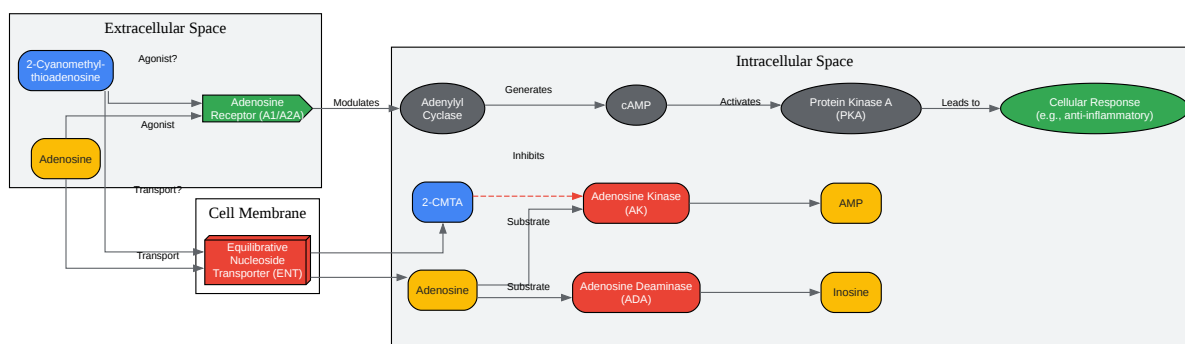 Extracellular Space
2-Cyanomethyl-
thioadenosine
Agonist?
Adenosine
Receptor (A1/A2A)
Agonist
Adenosine
Transport?
Cell Membrane
Equilibrative
Nucleoside
Transporter (ENT)
Transport
Modulates
Intracellular Space
Adenylyl
Cyclase
Generates
cAMP
Activates
Protein Kinase A
(PKA)
Leads to
Cellular Response
(e.g., anti-inflammatory)
Inhibits
2-CMTA
Adenosine Kinase
(AK)
AMP
Substrate
Adenosine
Substrate
Adenosine Deaminase
(ADA)
Inosine